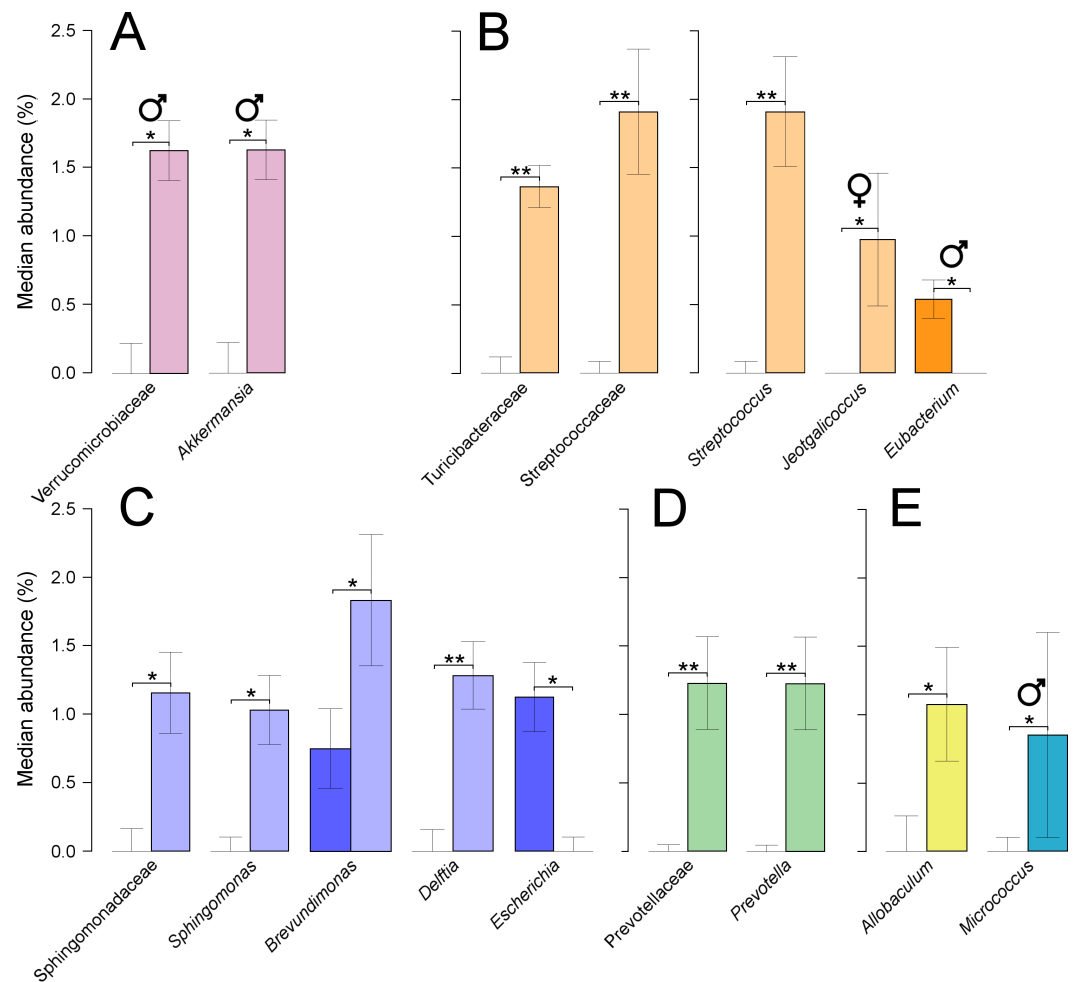 A
B
Median abundance (%)
2.5
2.0
1.5
1.0
0.5
0.0
♂
*
♂
*
**
**
**
♀
*
♂
*
Verrucomicrobiaceae
Akkermansia
Turicibacteraceae
Streptococcaceae
Streptococcus
Jeotgalicoccus
Eubacterium
C
D
E
Median abundance (%)
2.5
2.0
1.5
1.0
0.5
0.0
*
*
*
**
*
**
**
*
♂
*
Sphingomonadaceae
Sphingomonas
Brevundimonas
Delftia
Escherichia
Prevotellaceae
Prevotella
Allobaculum
Micrococcus